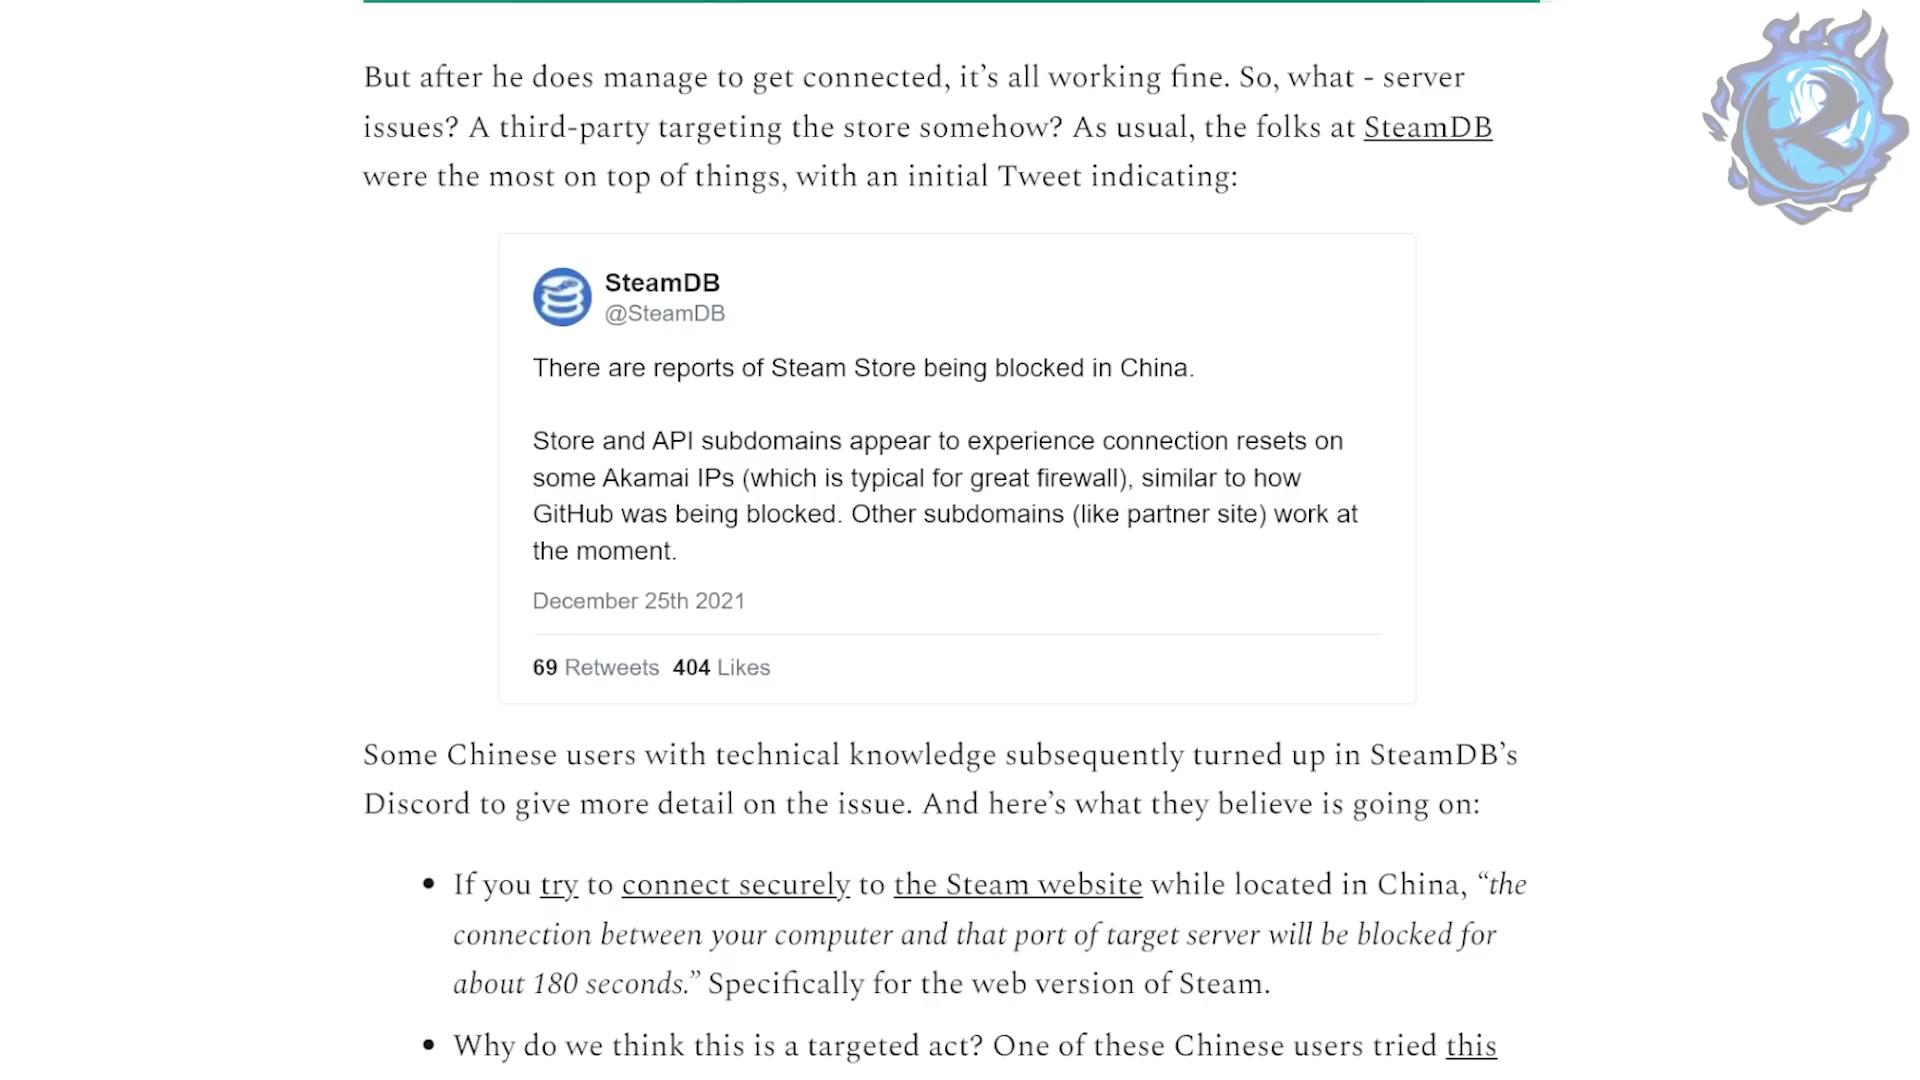 But after he does manage to get connected, it’s all working fine. So, what - server
issues? A third-party targeting the store somehow? As usual, the folks at SteamDB
were the most on top of things, with an initial Tweet indicating:
SteamDB
@SteamDB
There are reports of Steam Store being blocked in China.
Store and API subdomains appear to experience connection resets on
some Akamai IPs (which is typical for great firewall), similar to how
GitHub was being blocked. Other subdomains (like partner site) work at
the moment.
December 25th 2021
69 Retweets 404 Likes
Some Chinese users with technical knowledge subsequently turned up in SteamDB’s
Discord to give more detail on the issue. And here’s what they believe is going on:
• If you try to connect securely to the Steam website while located in China, “the
connection between your computer and that port of target server will be blocked for
about 180 seconds.” Specifically for the web version of Steam.
• Why do we think this is a targeted act? One of these Chinese users tried this